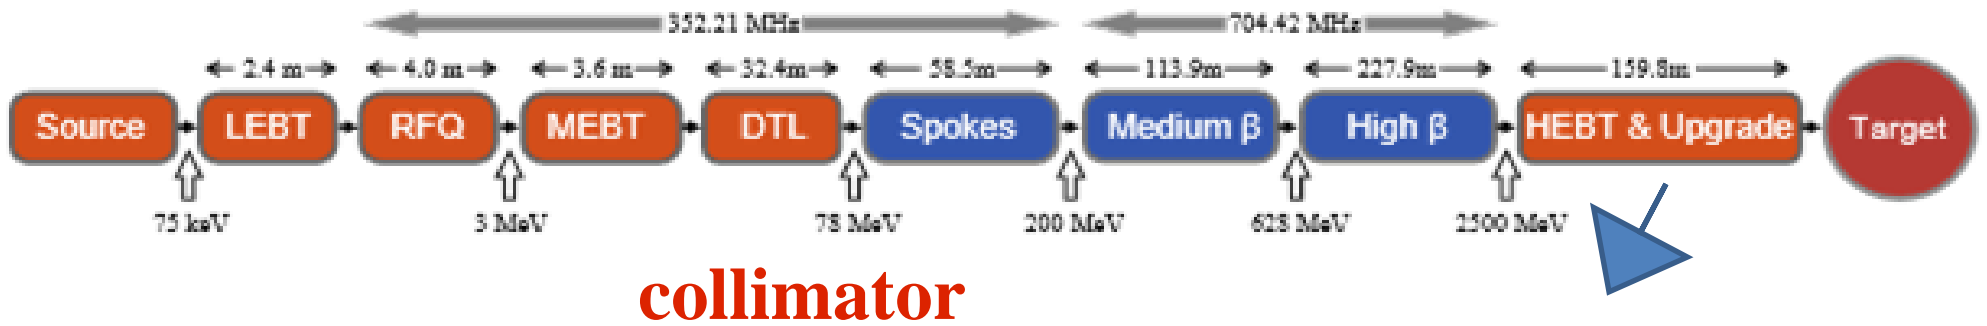 352.21 MHz 704.42 MHz
2.4 m 4.0 m 3.6 m 32.4m 58.5m 113.9m 227.9m 159.8m
Source LEBT RFQ MEBT DTL Spokes Medium β High β HEBT & Upgrade Target
75 keV 3 MeV 78 MeV 200 MeV 628 MeV 2500 MeV
collimator